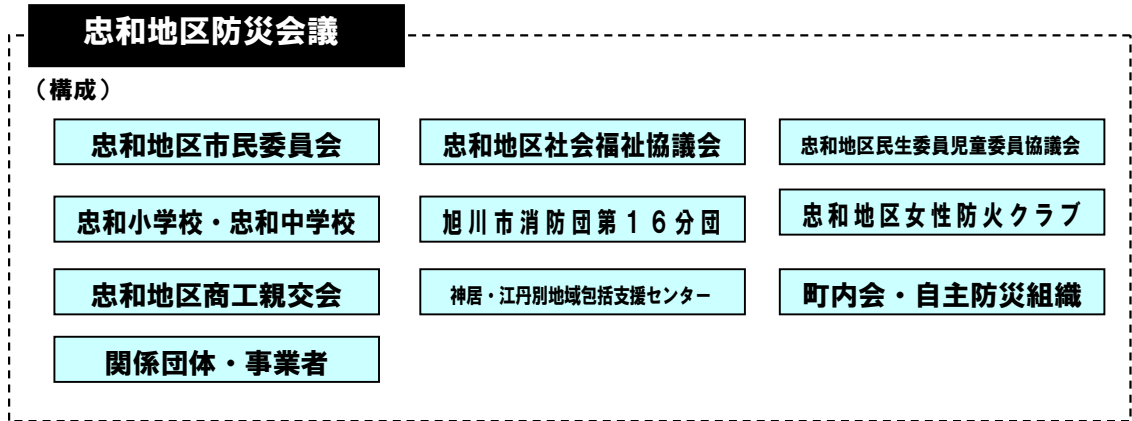 忠和地区防災会議
（構成）
忠和地区市民委員会
忠和地区社会福祉協議会
忠和地区民生委員児童委員協議会
忠和小学校・忠和中学校
旭川市消防団第１６分団
忠和地区女性防火クラブ
忠和地区商工親交会
神居・江丹別地域包括支援センター
町内会・自主防災組織
関係団体・事業者